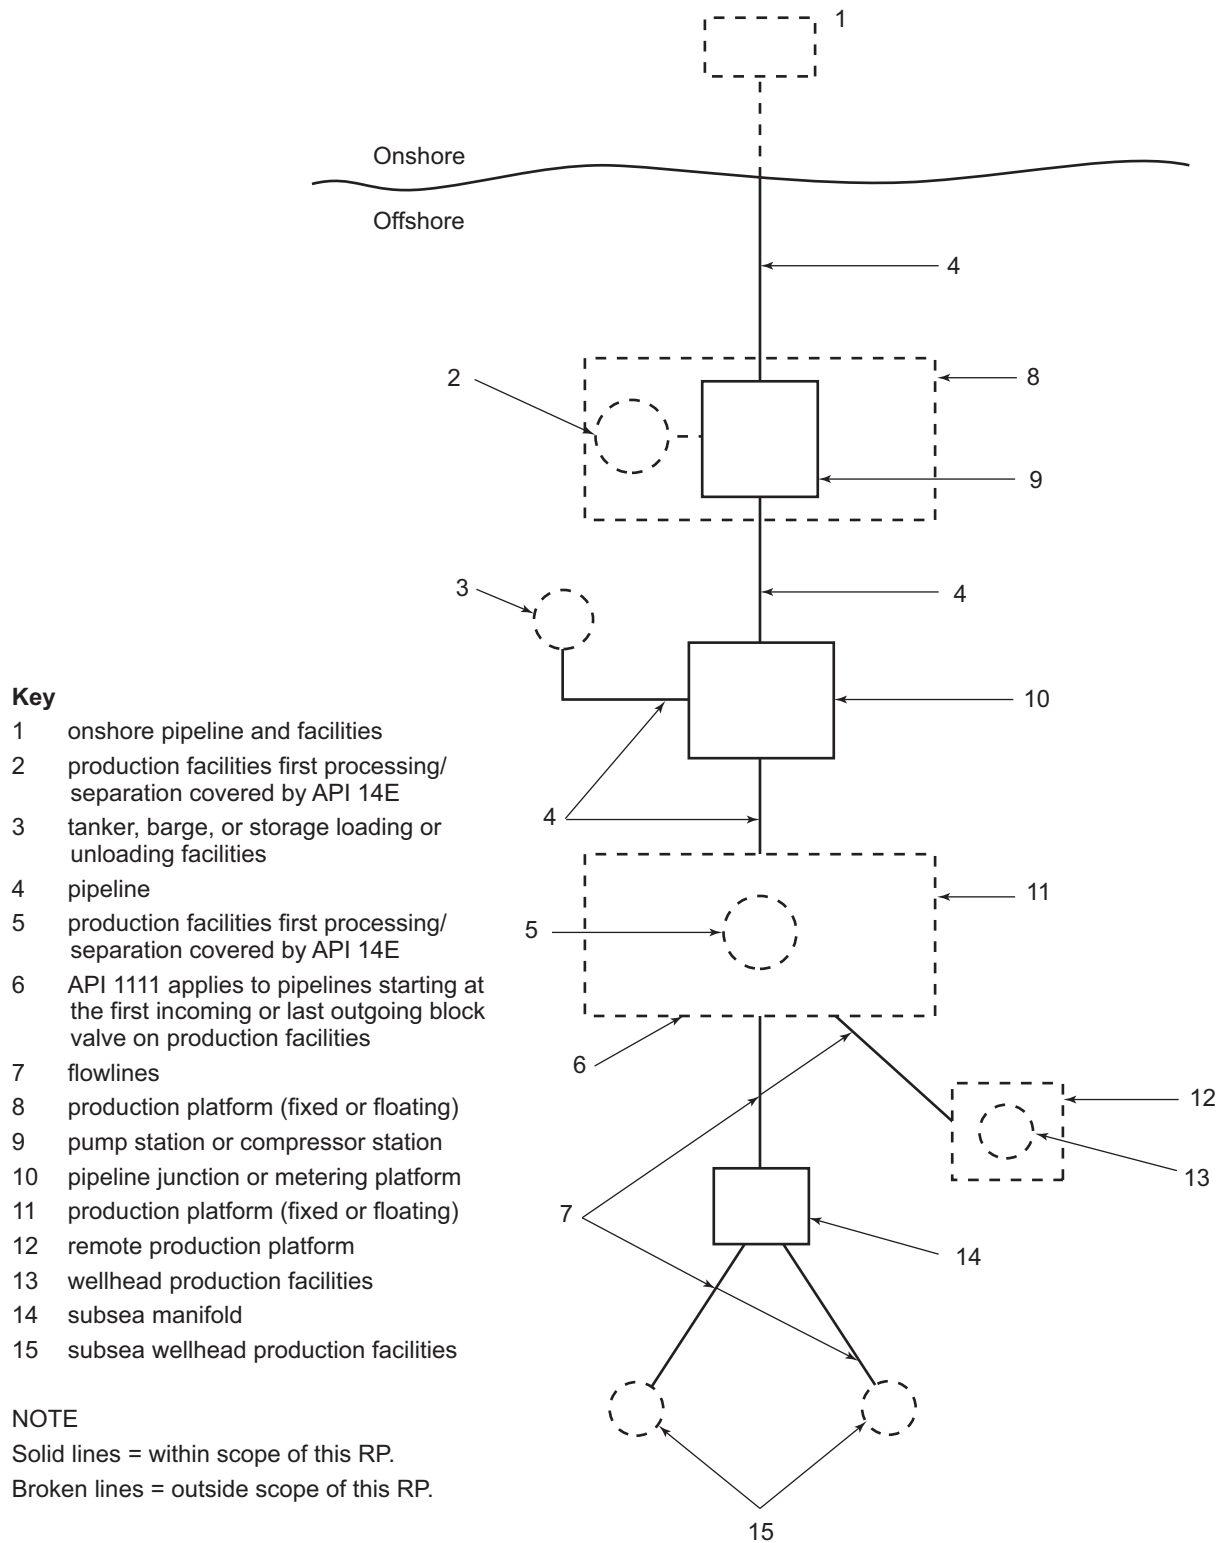 1
Onshore
Offshore
4
2
8
9
3
4
10
4
11
5
6
12
13
7
14
15
Key
1 onshore pipeline and facilities
2 production facilities first processing/
separation covered by API 14E
3 tanker, barge, or storage loading or
unloading facilities
4 pipeline
5 production facilities first processing/
separation covered by API 14E
6 API 1111 applies to pipelines starting at
the first incoming or last outgoing block
valve on production facilities
7 flowlines
8 production platform (fixed or floating)
9 pump station or compressor station
10 pipeline junction or metering platform
11 production platform (fixed or floating)
12 remote production platform
13 wellhead production facilities
14 subsea manifold
15 subsea wellhead production facilities
NOTE
Solid lines = within scope of this RP.
Broken lines = outside scope of this RP.